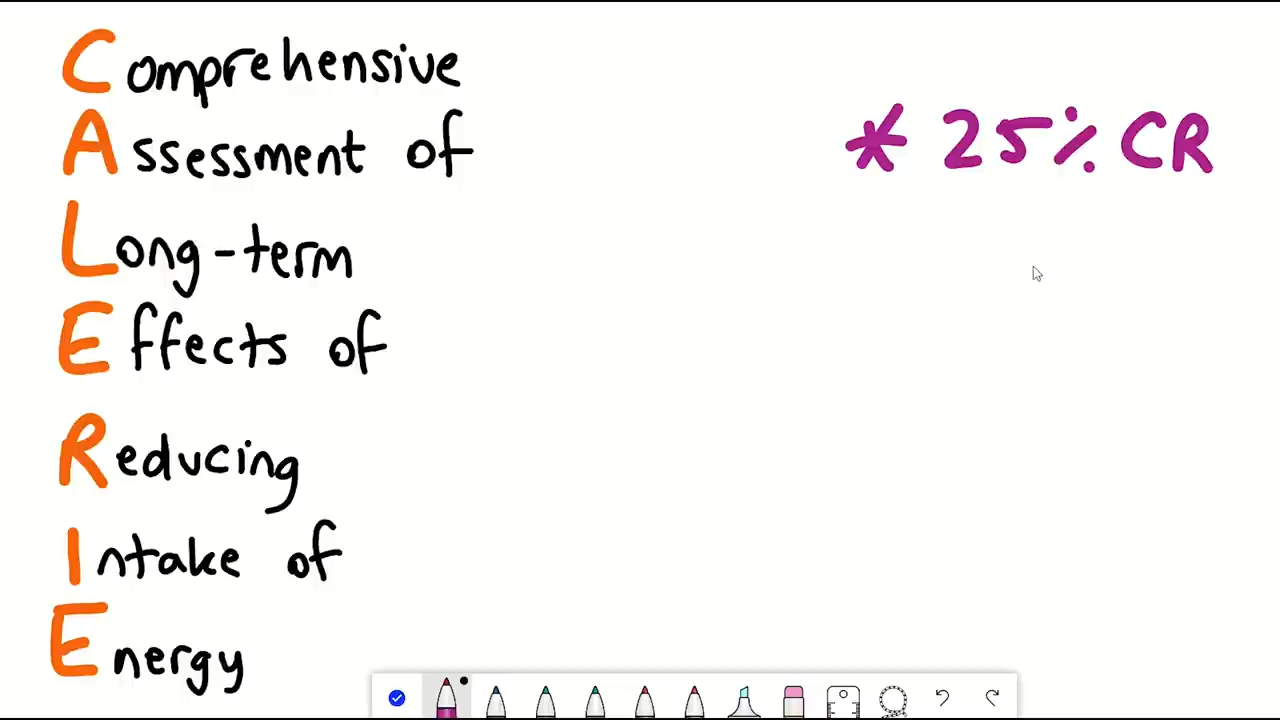 Comprehensive
Assessment of
Long-term
Effects of
Reducing
Intake of
Energy
* 25% CR